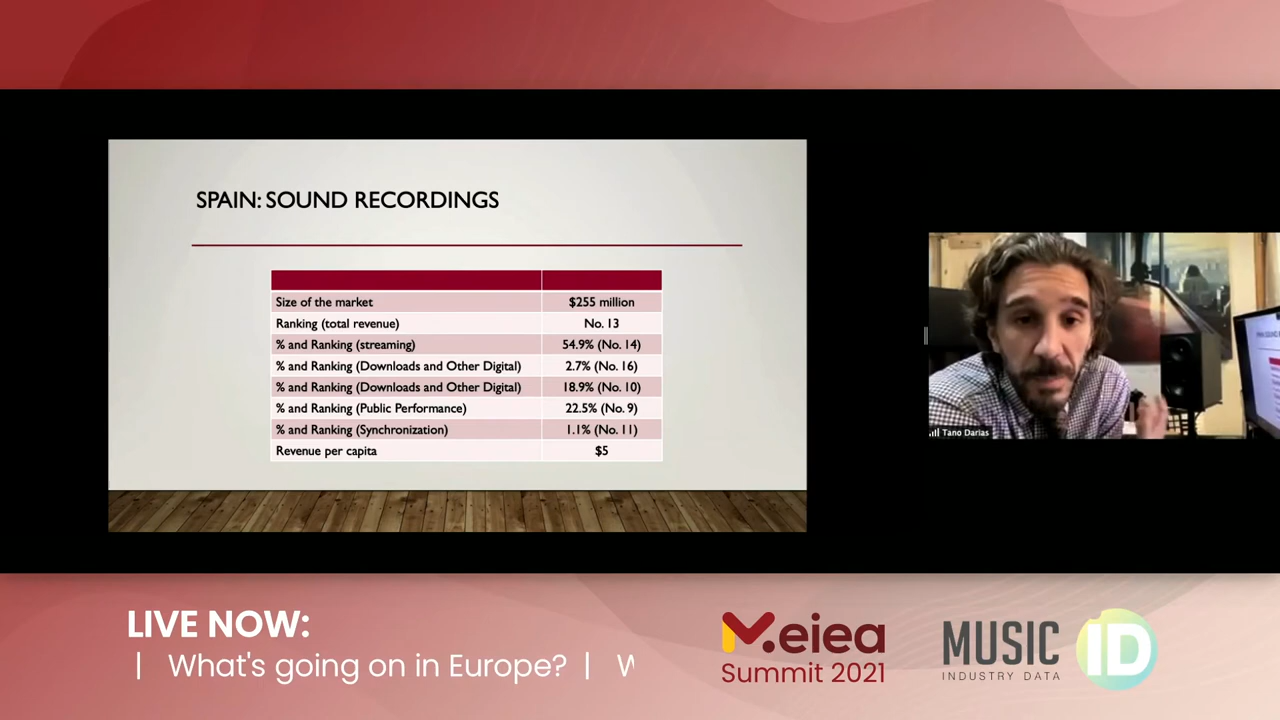 SPAIN: SOUND RECORDINGS
Size of the market $255 million
Ranking (total revenue) No. 13
% and Ranking (streaming) 54.9% (No. 14)
% and Ranking (Downloads and Other Digital) 2.7% (No. 16)
% and Ranking (Downloads and Other Digital) 18.9% (No. 10)
% and Ranking (Public Performance) 22.5% (No. 9)
% and Ranking (Synchronization) 1.1% (No. 11)
Revenue per capita $5
Tano Darias
LIVE NOW:
| What's going on in Europe? |
meiea
Summit 2021
MUSIC ID
INDUSTRY DATA